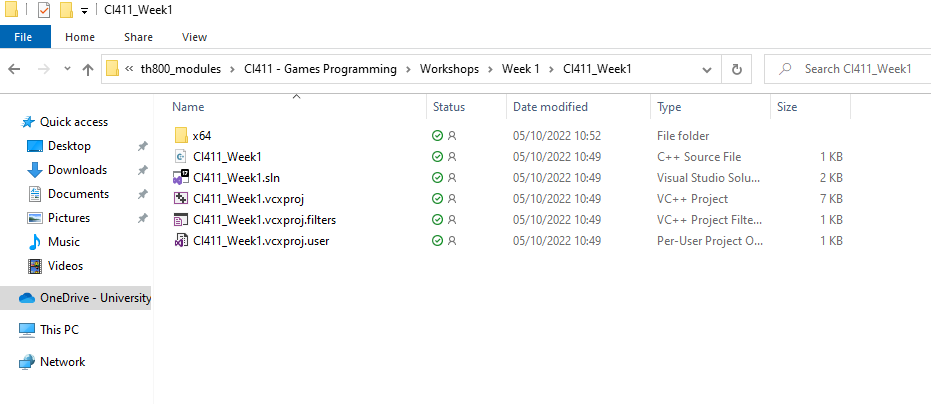 CI411_Week1
File Home Share View
« th800_modules > CI411 - Games Programming > Workshops > Week 1 > CI411_Week1
Search CI411_Week1
Name Status Date modified Type Size
Quick access
Desktop
Downloads
Documents
Pictures
Music
Videos
OneDrive - University
This PC
Network
x64 05/10/2022 10:52 File folder
CI411_Week1 05/10/2022 10:49 C++ Source File 1 KB
CI411_Week1.sln 05/10/2022 10:49 Visual Studio Solu... 2 KB
CI411_Week1.vcxproj 05/10/2022 10:49 VC++ Project 7 KB
CI411_Week1.vcxproj.filters 05/10/2022 10:49 VC++ Project Filte... 1 KB
CI411_Week1.vcxproj.user 05/10/2022 10:49 Per-User Project O... 1 KB